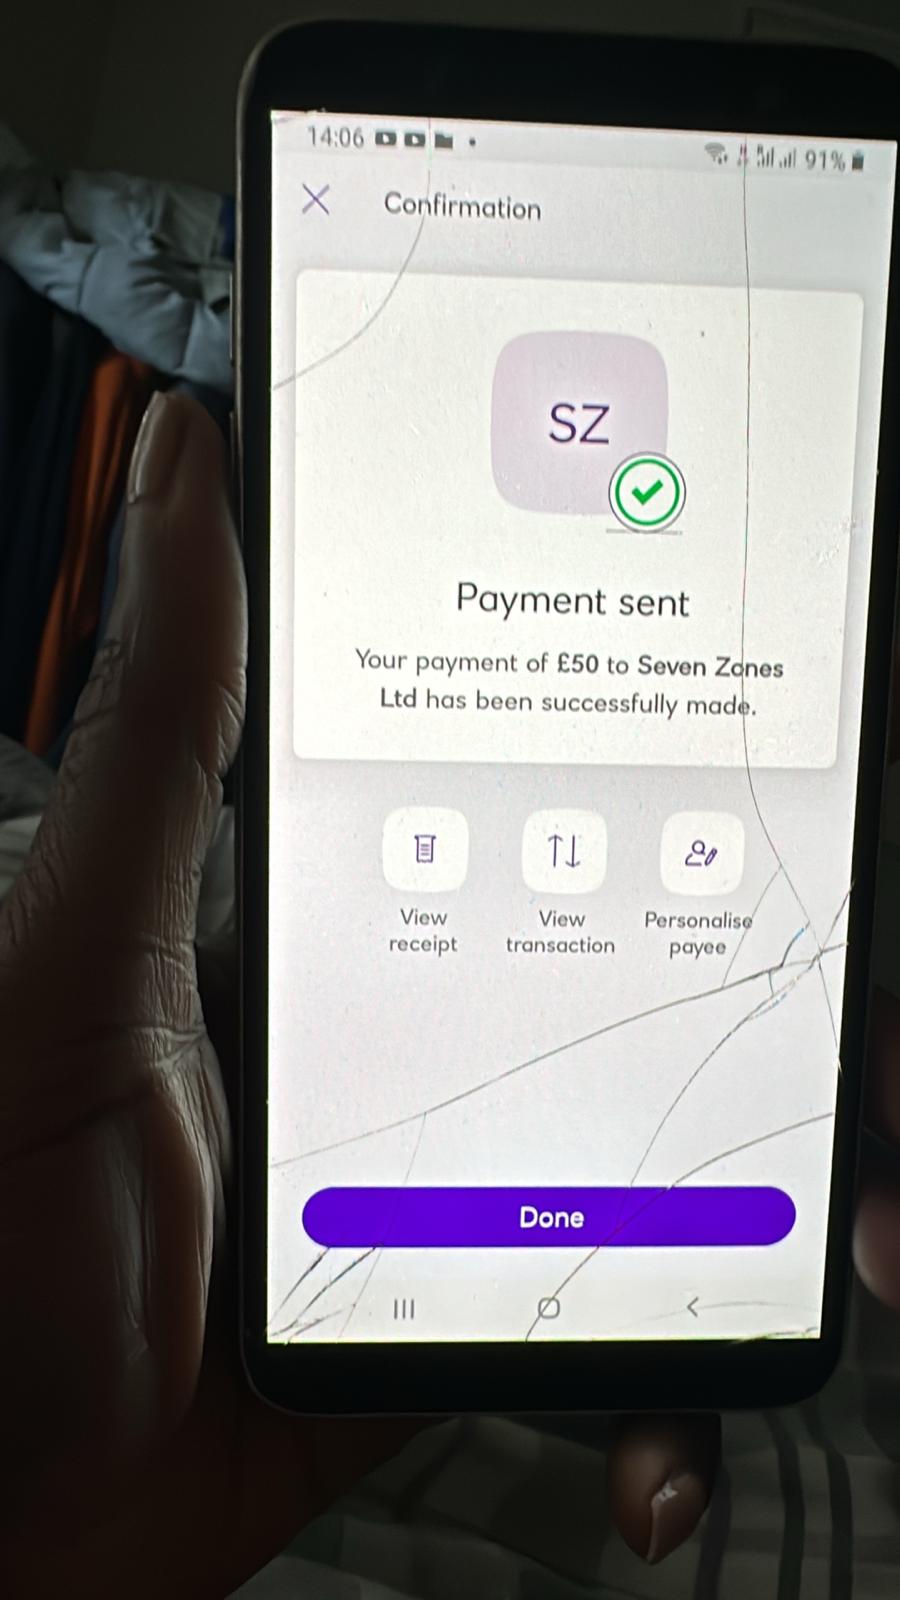 14:06
91%
Confirmation
SZ
Payment sent
Your payment of £50 to Seven Zones
Ltd has been successfully made.
View
receipt
View
transaction
Personalise
payee
Done